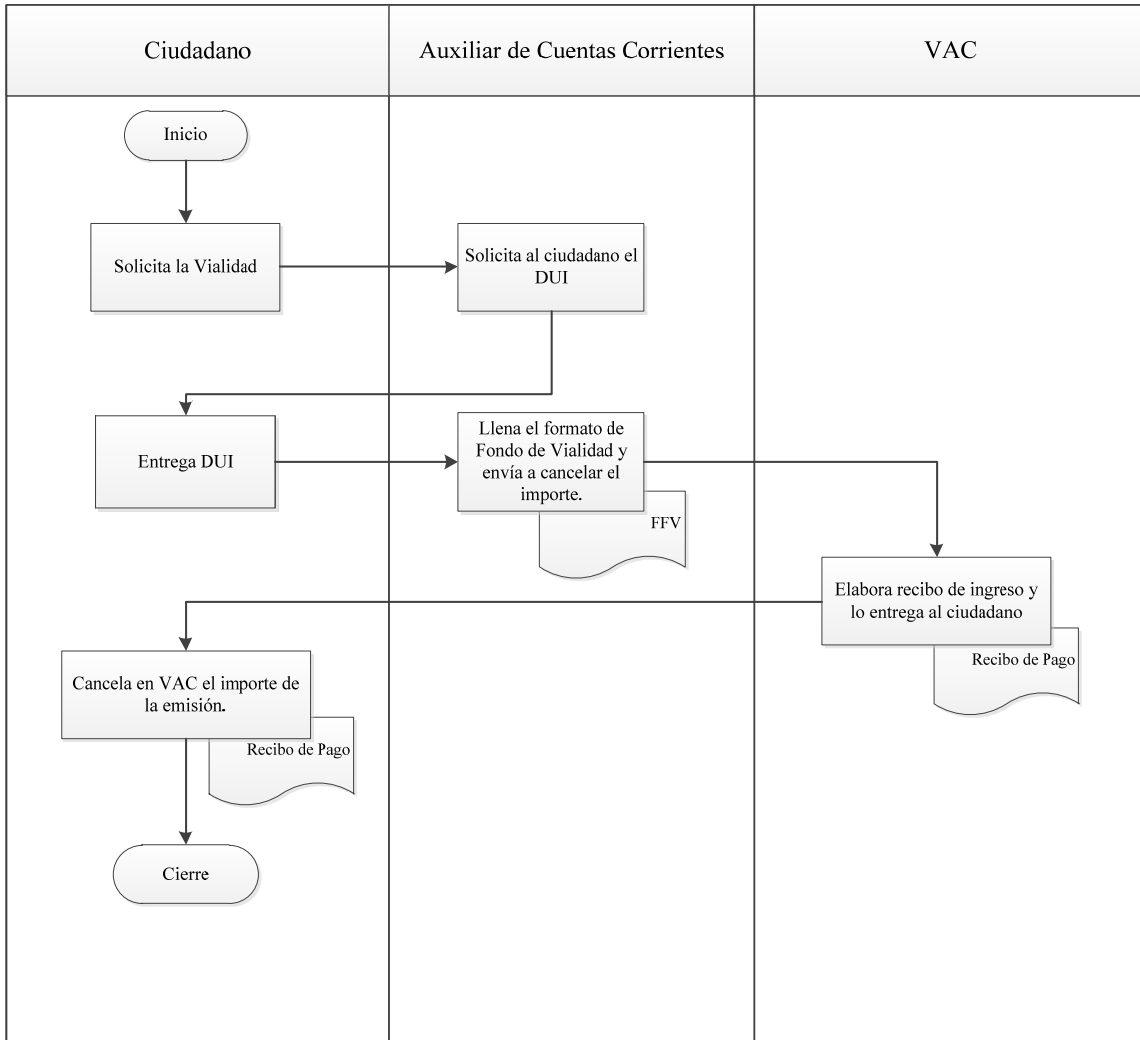 Ciudadano
Auxiliar de Cuentas Corrientes
VAC
Inicio
Solicita la Vialidad
Solicita al ciudadano el
DUI
Entrega DUI
Llena el formato de
Fondo de Vialidad y
envía a cancelar el
importe.
FFV
Elabora recibo de ingreso y
lo entrega al ciudadano
Recibo de Pago
Cancela en VAC el importe de
la emisión.
Recibo de Pago
Cierre